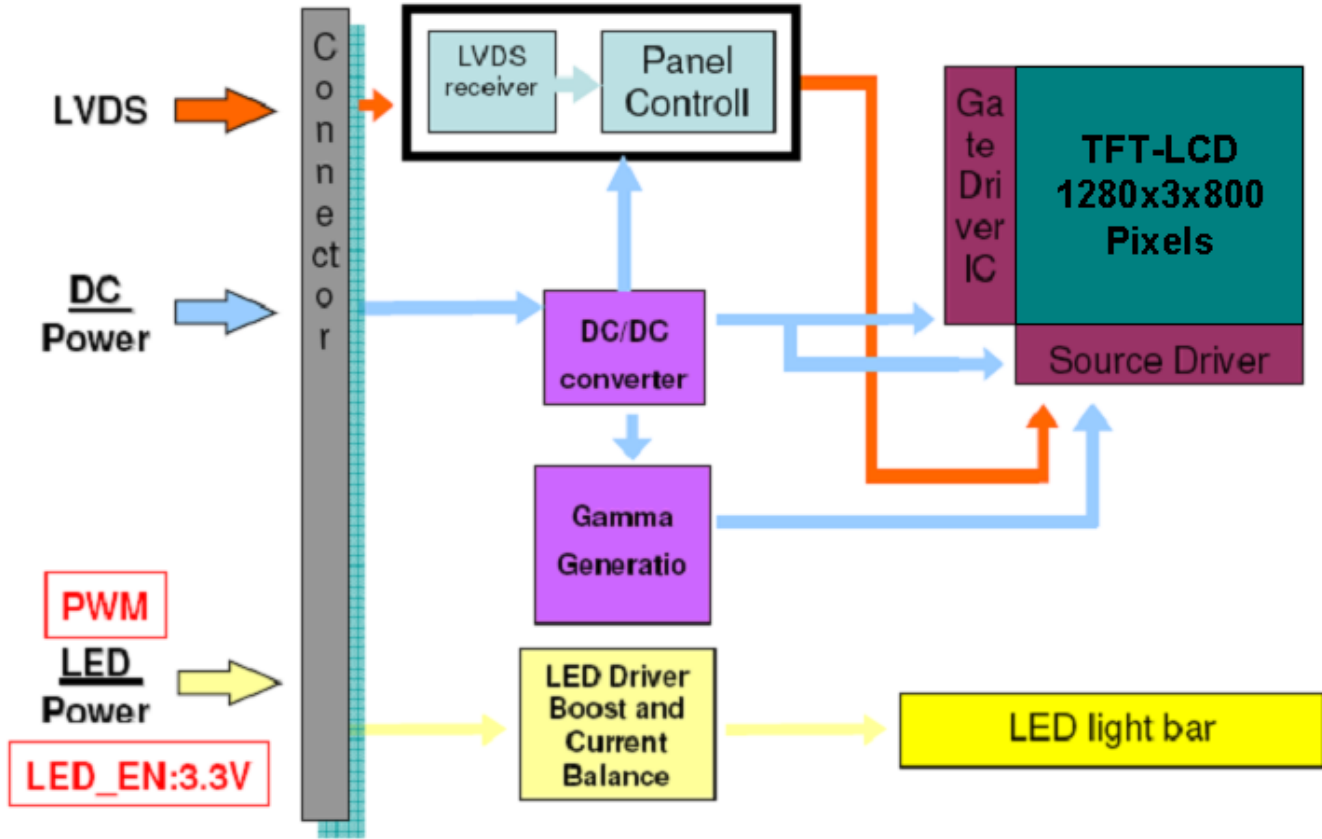 LVDS
DC
Power
PWM
LED
Power
LED_EN:3.3V
C
o
n
n
e
ct
o
r
LVDS
receiver
Panel
Controll
DC/DC
converter
Gamma
Generatio
LED Driver
Boost and
Current
Balance
Ga
te
Dri
ver
IC
TFT-LCD
1280x3x800
Pixels
Source Driver
LED light bar